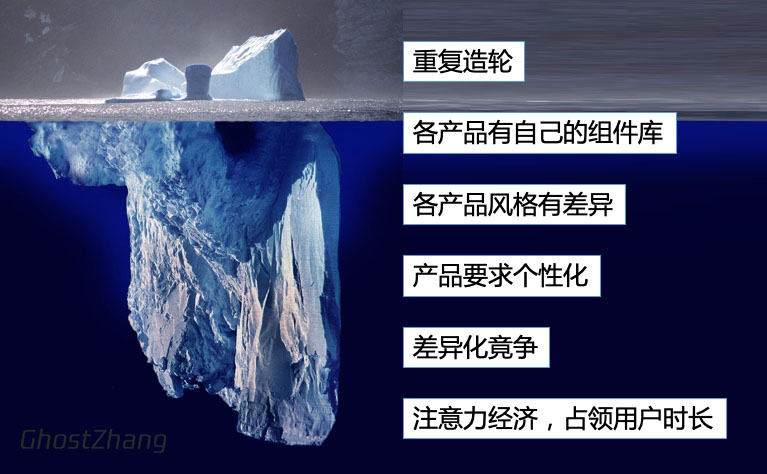 重复造轮
各产品有自己的组件库
各产品风格有差异
产品要求个性化
差异化竟争
注意力经济，占领用户时长
GhostZhang